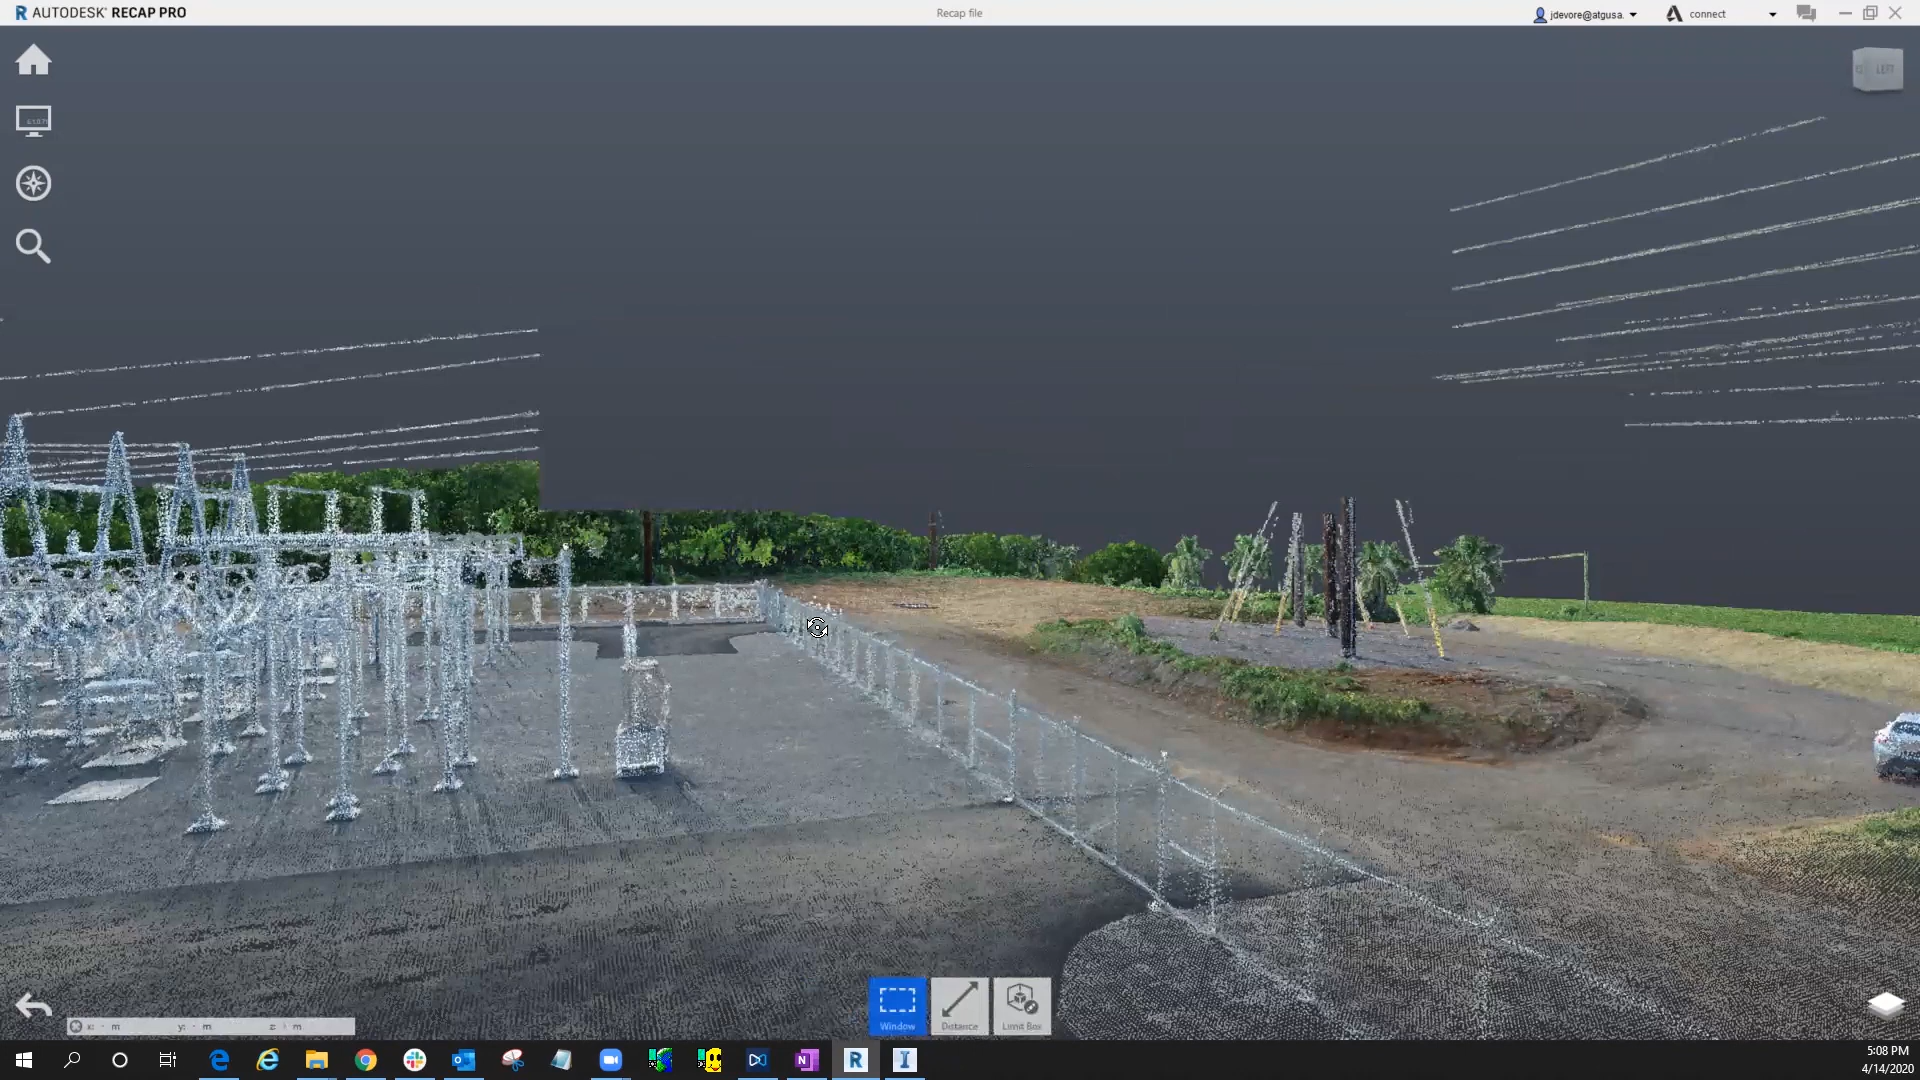 R AUTODESK® RECAP PRO
Recap file
jdevore@atgusa.
connect
LEFT
x: - m y: - m z: - m
Window
Distance
Limit Box
5:08 PM
4/14/2020